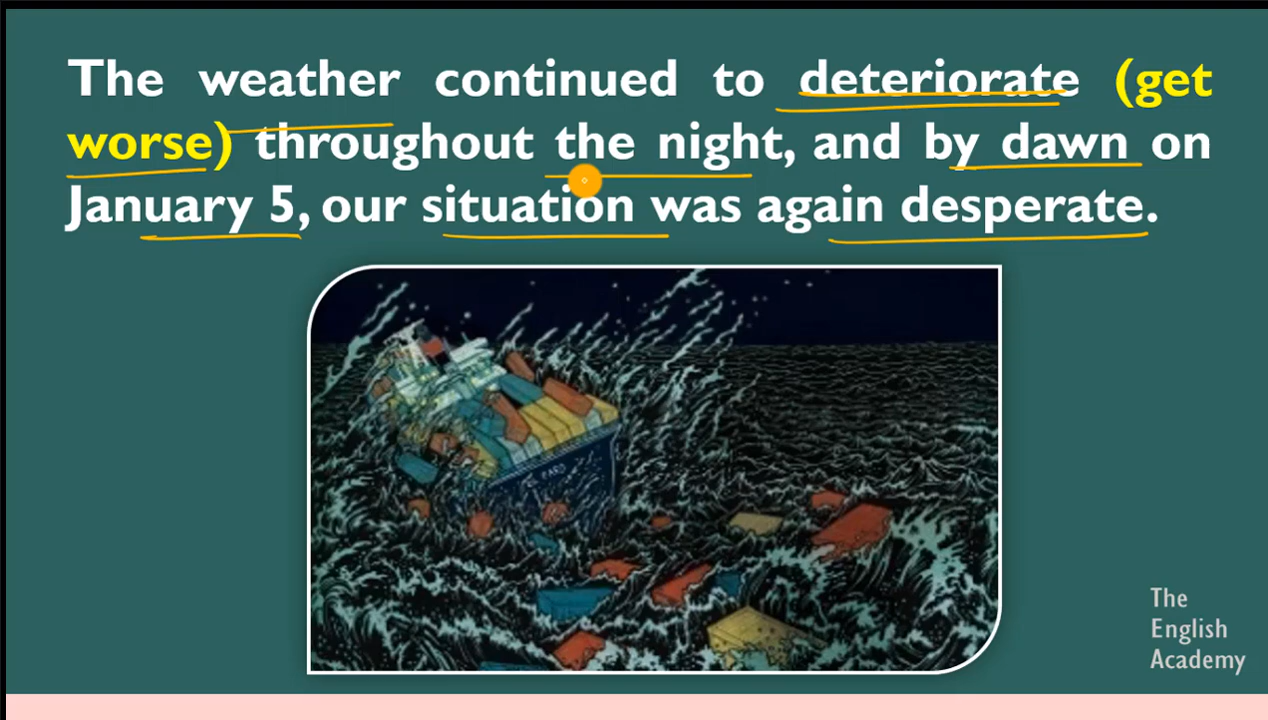 The weather continued to deteriorate (get
worse) throughout the night, and by dawn on
January 5, our situation was again desperate.
The
English
Academy